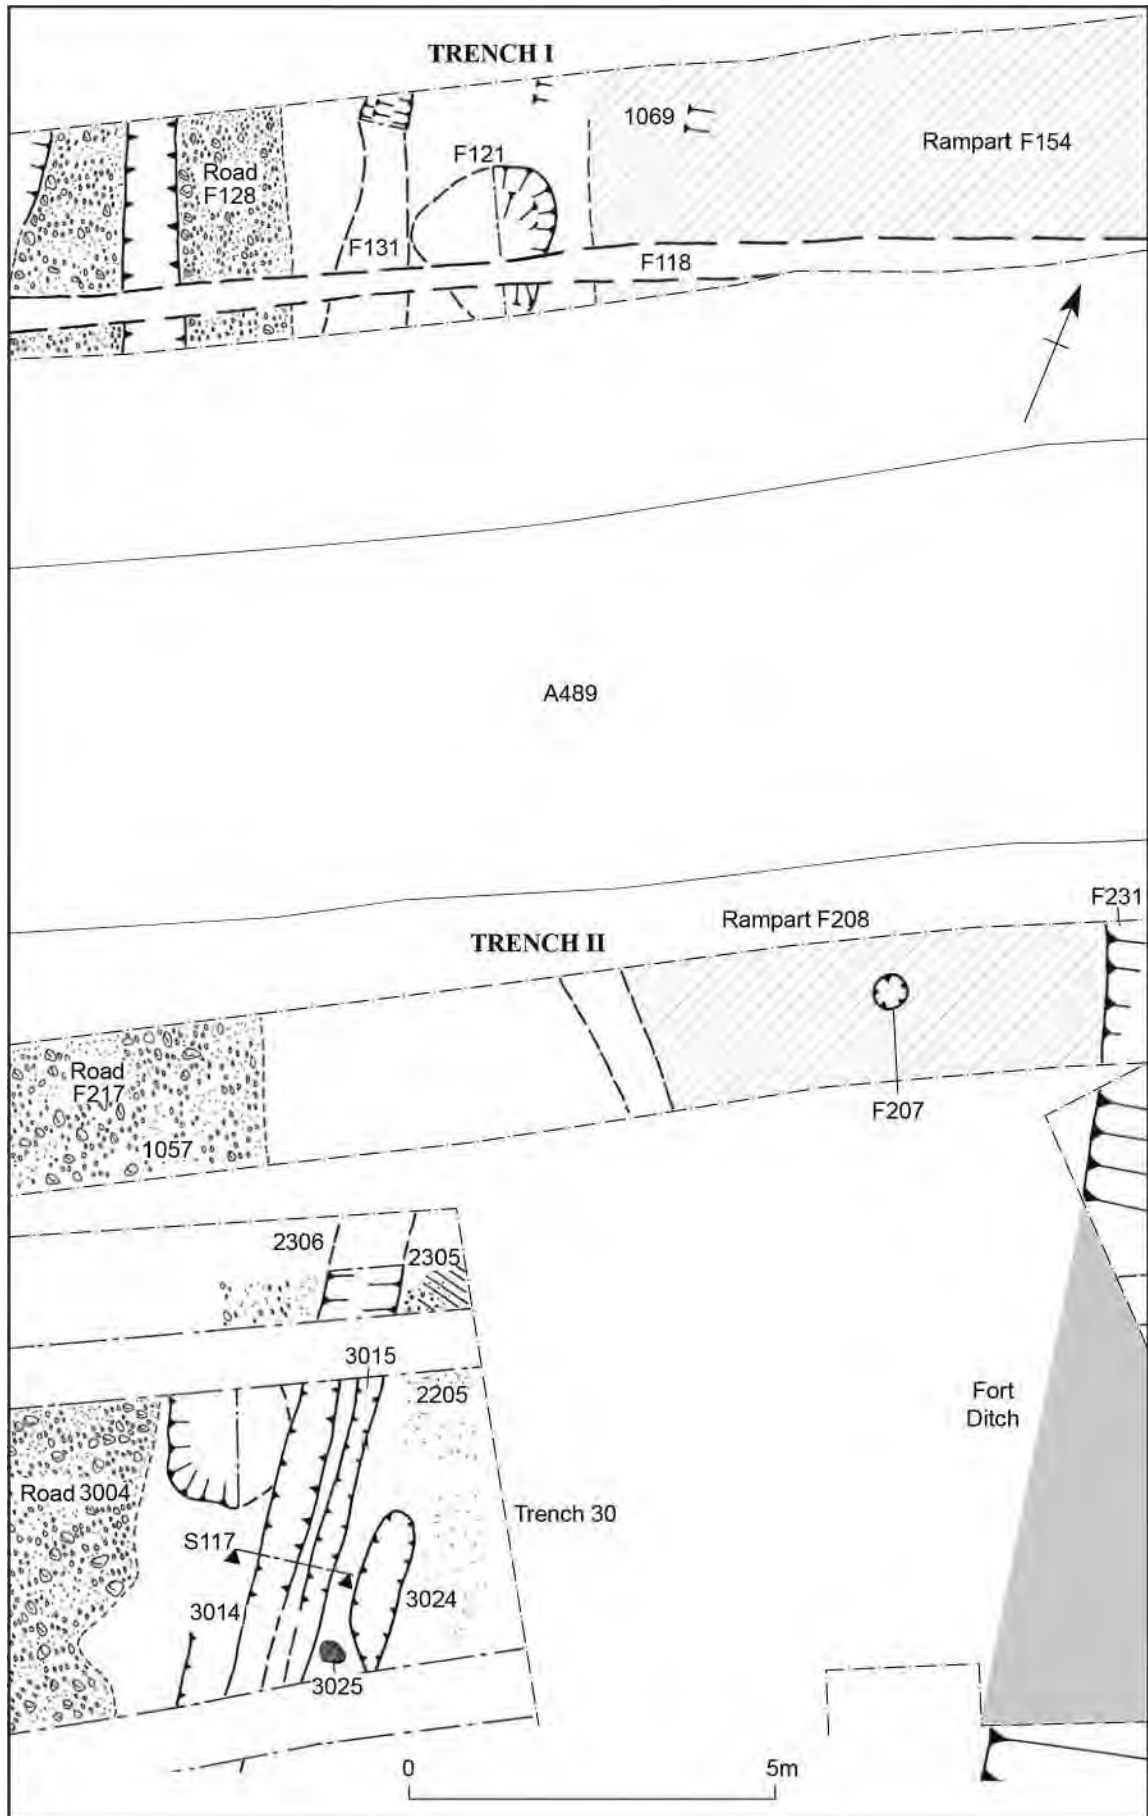 TRENCH I
1069
Rampart F154
F121
Road
F128
F131
F118
A489
F231
Rampart F208
TRENCH II
Road
F217
1057
F207
2306
2305
3015
2205
Fort
Ditch
Road 3004
Trench 30
S117
3024
3014
3025
0
5m